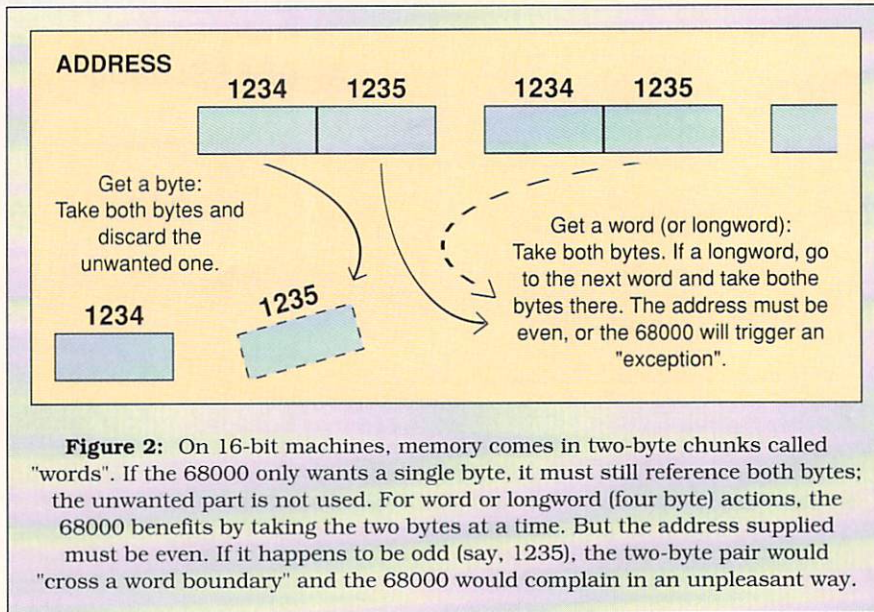 ADDRESS
1234 1235 1234 1235
Get a byte:
Take both bytes and
discard the
unwanted one.
Get a word (or longword):
Take both bytes. If a longword, go
to the next word and take bothe
bytes there. The address must be
even, or the 68000 will trigger an
"exception".
1234
1235
Figure 2: On 16-bit machines, memory comes in two-byte chunks called
"words". If the 68000 only wants a single byte, it must still reference both bytes;
the unwanted part is not used. For word or longword (four byte) actions, the
68000 benefits by taking the two bytes at a time. But the address supplied
must be even. If it happens to be odd (say, 1235), the two-byte pair would
"cross a word boundary" and the 68000 would complain in an unpleasant way.